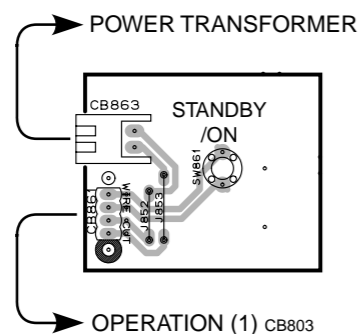 POWER TRANSFORMER
CB863
STANDBY
/ON
SW861
CB861
WIRE CUT
J852
J853
OPERATION (1) CB803